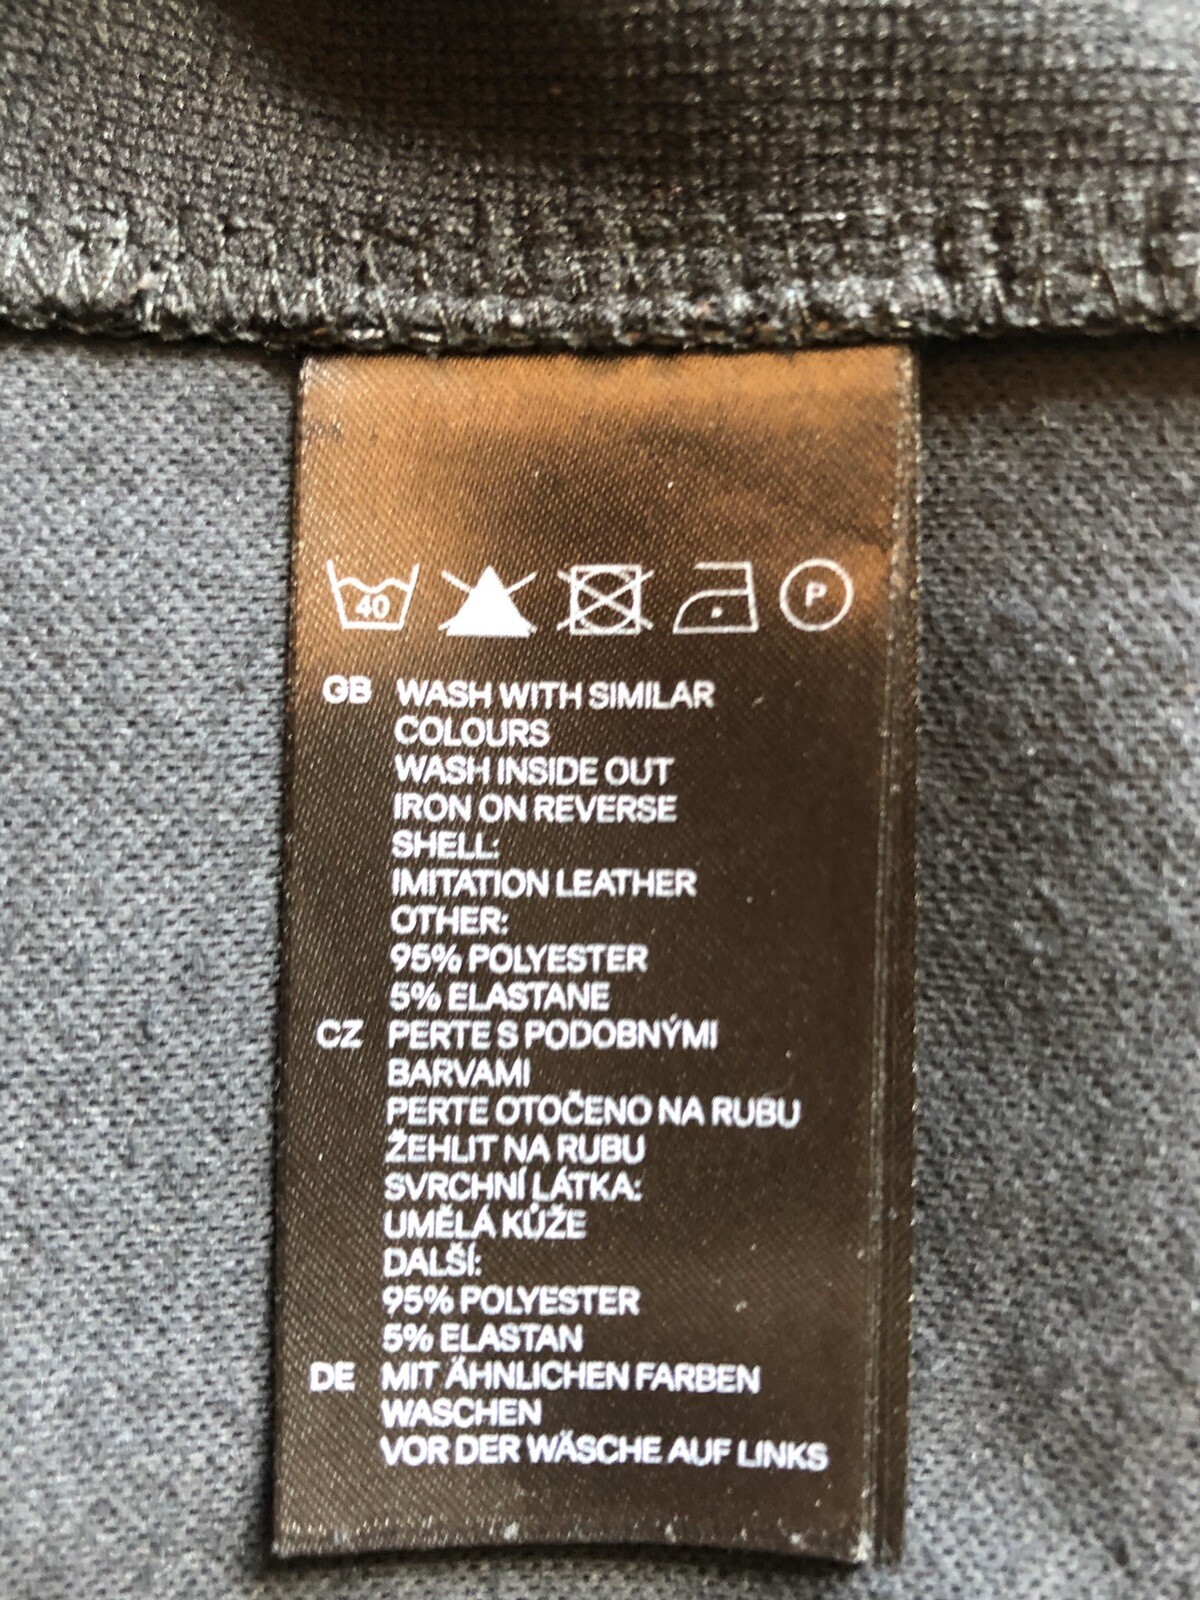 40 P
GB WASH WITH SIMILAR
COLOURS
WASH INSIDE OUT
IRON ON REVERSE
SHELL:
IMITATION LEATHER
OTHER:
95% POLYESTER
5% ELASTANE
CZ PERTE S PODOBNÝMI
BARVAMI
PERTE OTOČENO NA RUBU
ŽEHLIT NA RUBU
SVRCHNÍ LÁTKA:
UMĚLÁ KŮŽE
DALŠÍ:
95% POLYESTER
5% ELASTAN
DE MIT ÄHNLICHEN FARBEN
WASCHEN
VOR DER WÄSCHE AUF LINKS